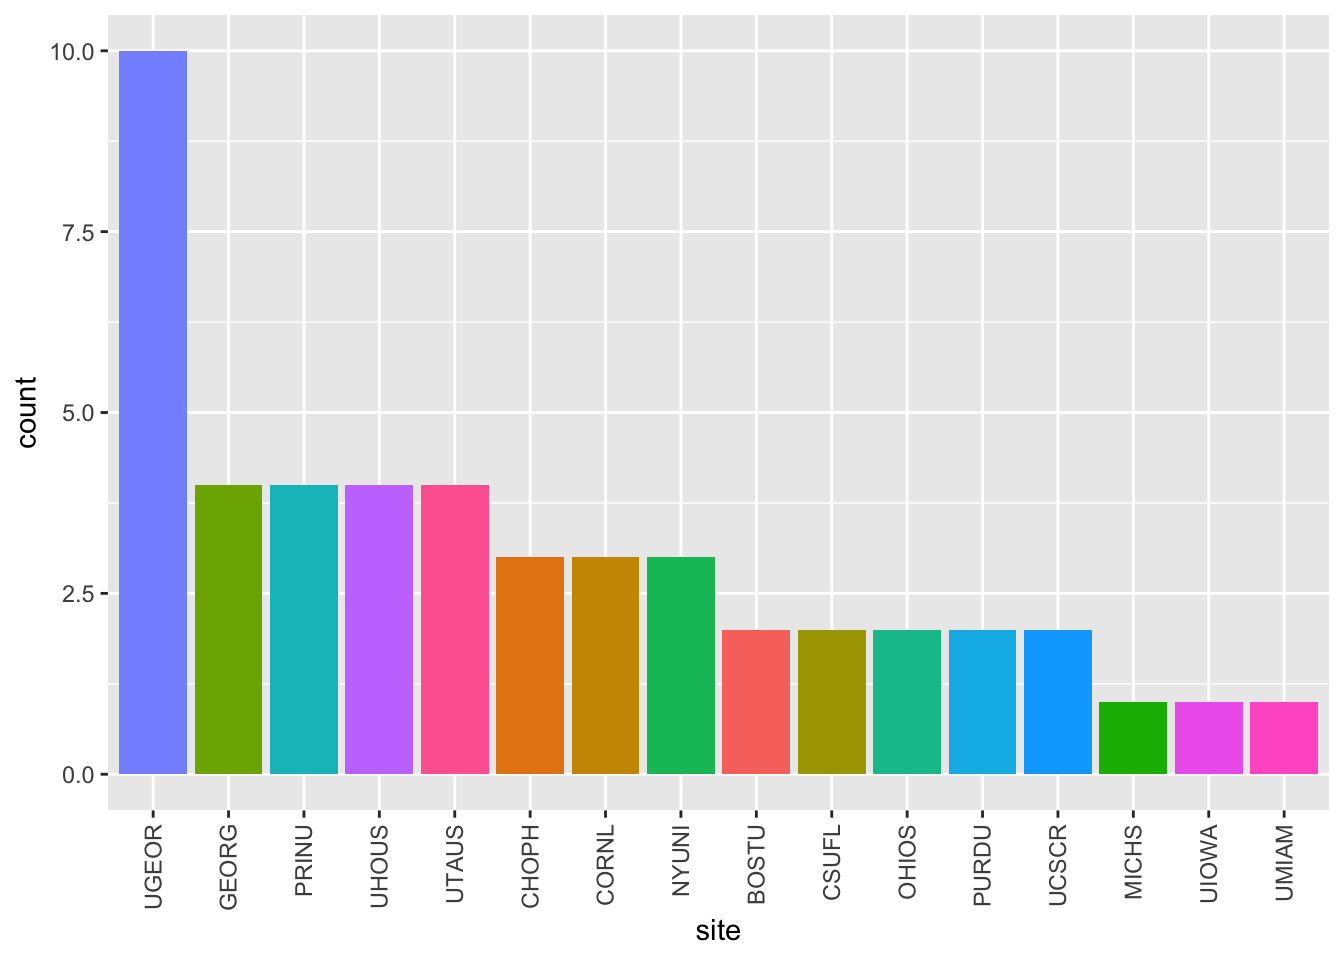 10.0
7.5
5.0
2.5
0.0
count
UGEOR
GEORG
PRINU
UHOUS
UTAUS
CHOPH
CORNL
NYUNI
BOSTU
CSUFL
OHIOS
PURDU
UCSCR
MICHS
UIOWA
UMIAM
site